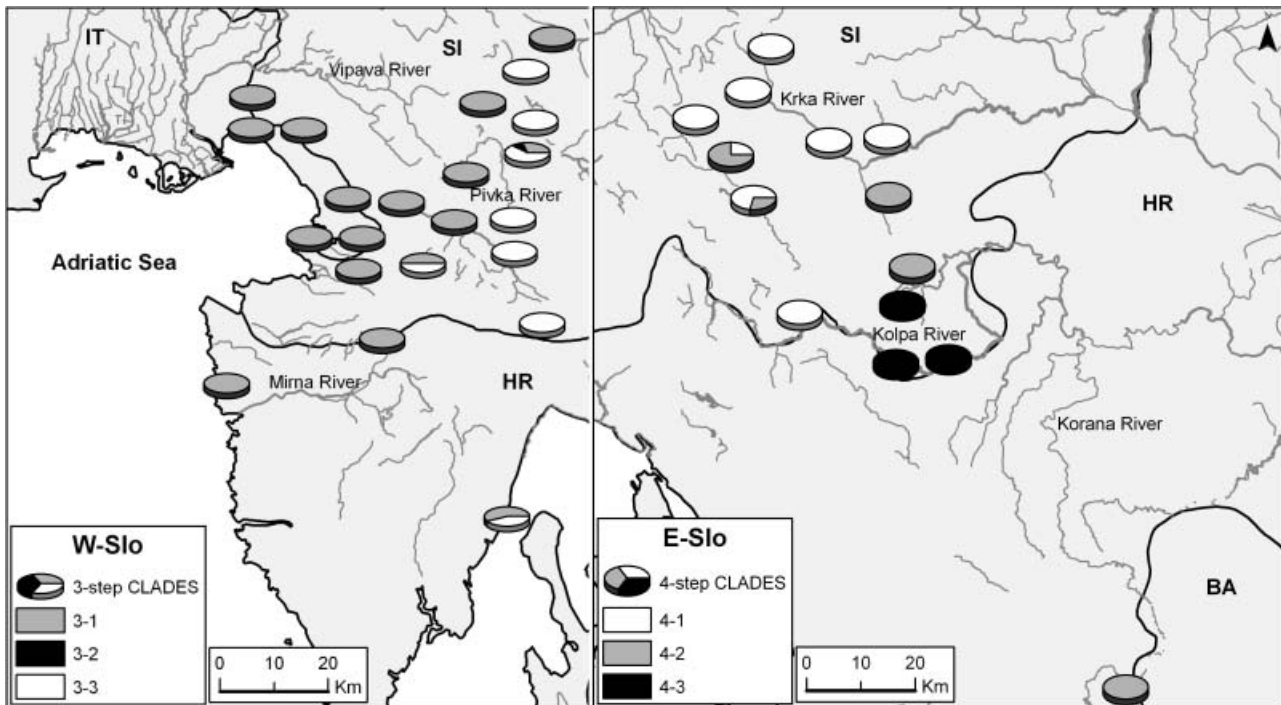 IT
SI
Vipava River
Pivka River
Adriatic Sea
Mirna River
HR
W-Slo
3-step CLADES
3-1
3-2
3-3
0 10 20
Km
SI
Krka River
HR
Kolpa River
Korana River
BA
E-Slo
4-step CLADES
4-1
4-2
4-3
0 10 20
Km